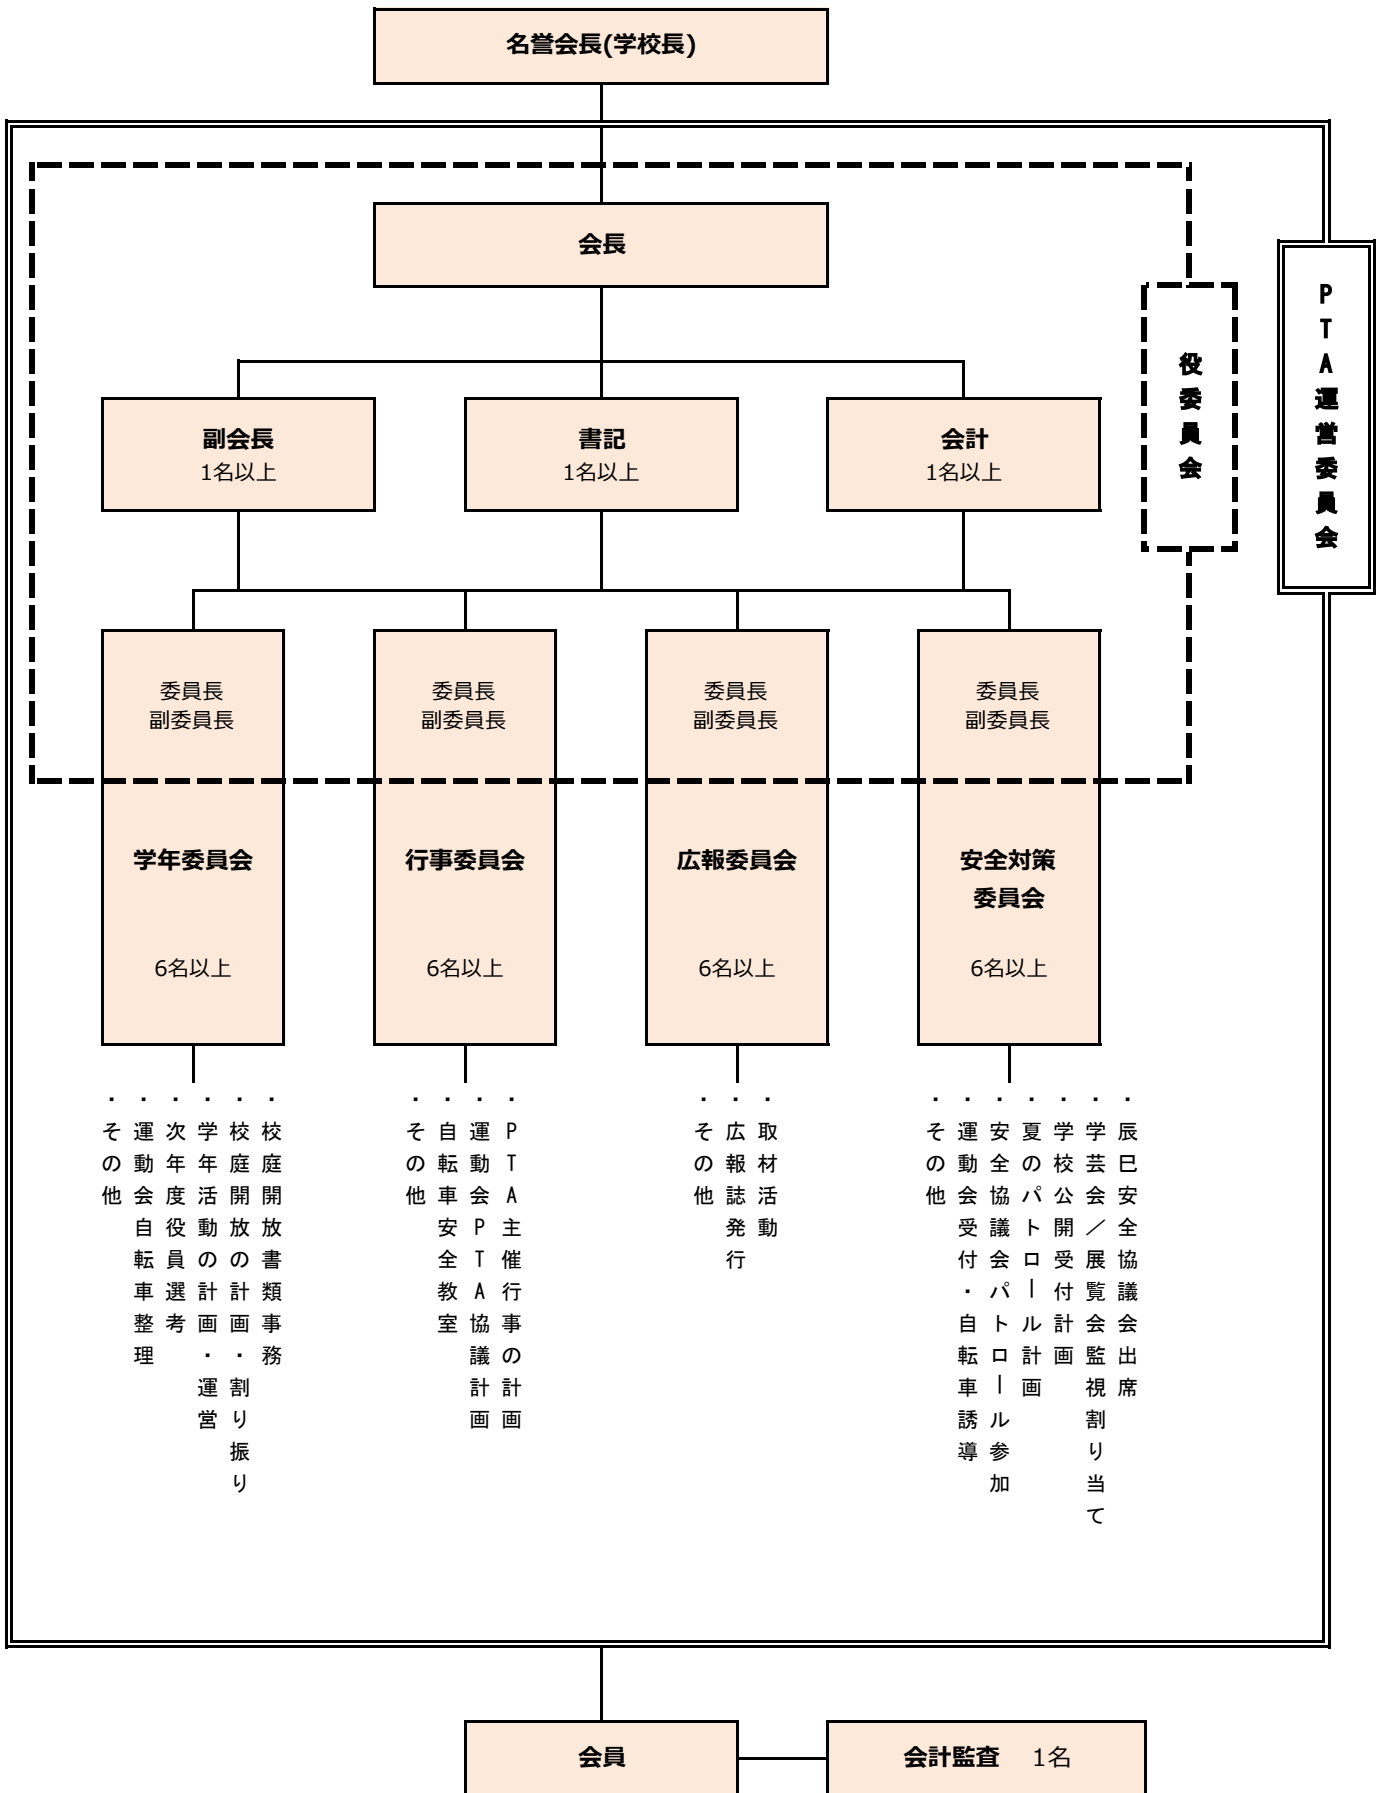 名誉会長(学校長)
会長
役委員会
PTA運営委員会
副会長
1名以上
書記
1名以上
会計
1名以上
委員長
副委員長
委員長
副委員長
委員長
副委員長
委員長
副委員長
学年委員会
6名以上
行事委員会
6名以上
広報委員会
6名以上
安全対策
委員会
6名以上
・校庭開放書類事務
・校庭開放の計画・割り振り
・学年活動の計画・運営
・次年度役員選考
・運動会自転車整理
・その他
・PTA主催行事の計画
・運動会PTA協議計画
・自転車安全教室
・その他
・取材活動
・広報誌発行
・その他
・辰巳安全協議会出席
・学芸会/展覧会監視割り当て
・学校公開受付計画
・夏のパトロール計画
・安全協議会パトロール参加
・運動会受付・自転車誘導
・その他
会員
会計監査 1名